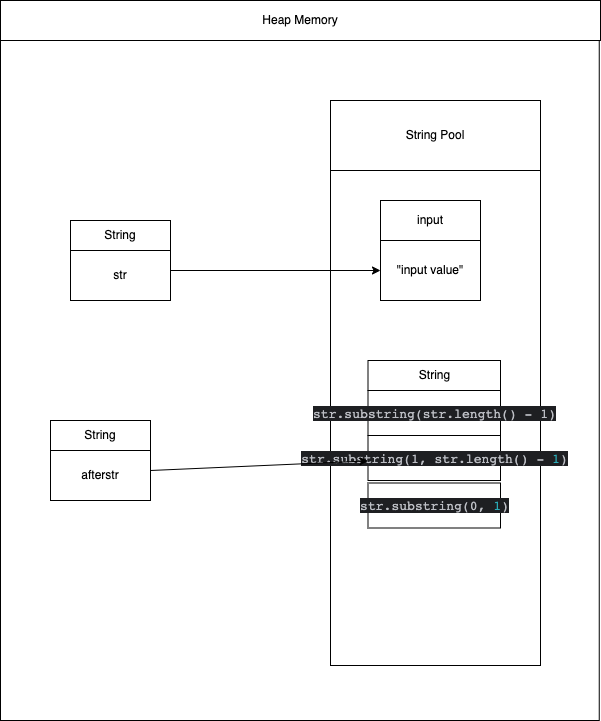 Heap Memory
String Pool
input
"input value"
String
str
String
str.substring(str.length() - 1)
str.substring(1, str.length() - 1)
str.substring(0, 1)
String
afterstr